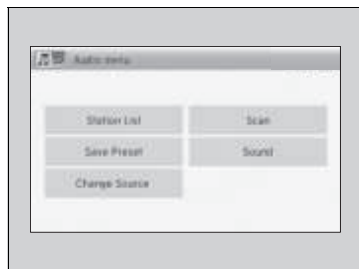 Audio menu
Station List
Scan
Save Preset
Sound
Change Source